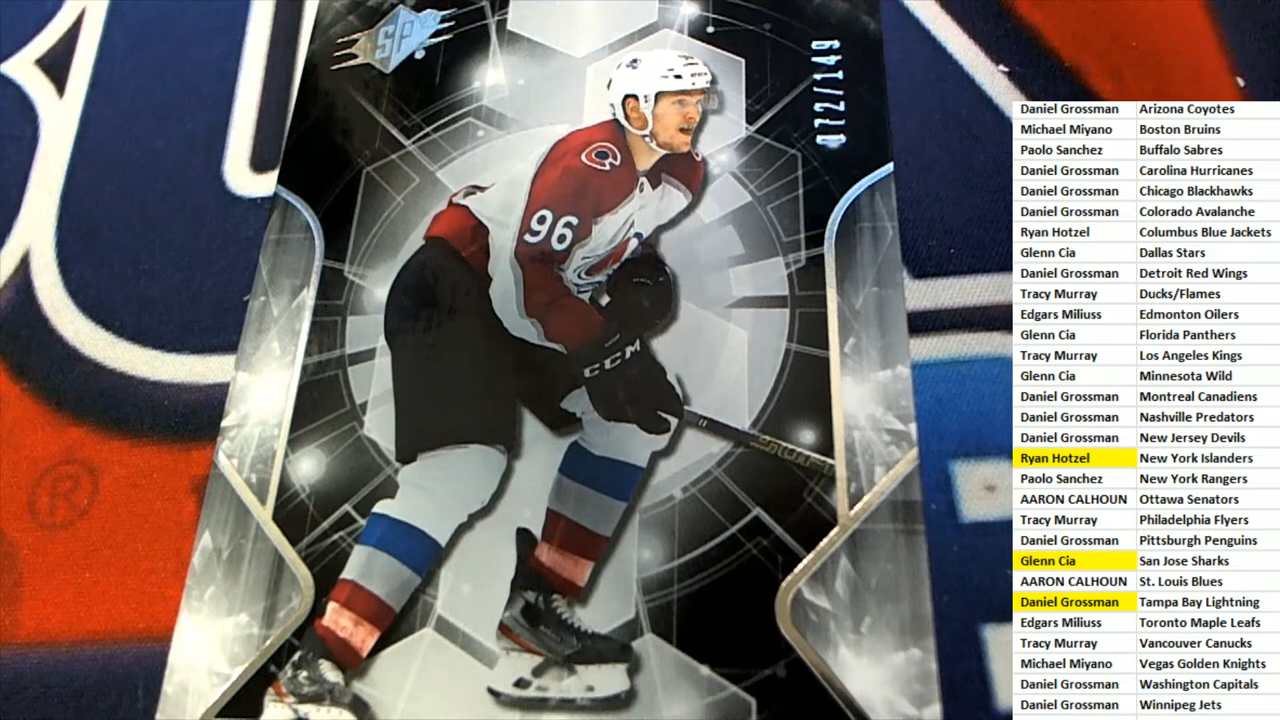 SP
072/149
96
CCM
®
Daniel Grossman Arizona Coyotes
Michael Miyano Boston Bruins
Paolo Sanchez Buffalo Sabres
Daniel Grossman Carolina Hurricanes
Daniel Grossman Chicago Blackhawks
Daniel Grossman Colorado Avalanche
Ryan Hotzel Columbus Blue Jackets
Glenn Cia Dallas Stars
Daniel Grossman Detroit Red Wings
Tracy Murray Ducks/Flames
Edgars Miliuss Edmonton Oilers
Glenn Cia Florida Panthers
Tracy Murray Los Angeles Kings
Glenn Cia Minnesota Wild
Daniel Grossman Montreal Canadiens
Daniel Grossman Nashville Predators
Daniel Grossman New Jersey Devils
Ryan Hotzel New York Islanders
Paolo Sanchez New York Rangers
AARON CALHOUN Ottawa Senators
Tracy Murray Philadelphia Flyers
Daniel Grossman Pittsburgh Penguins
Glenn Cia San Jose Sharks
AARON CALHOUN St. Louis Blues
Daniel Grossman Tampa Bay Lightning
Edgars Miliuss Toronto Maple Leafs
Tracy Murray Vancouver Canucks
Michael Miyano Vegas Golden Knights
Daniel Grossman Washington Capitals
Daniel Grossman Winnipeg Jets